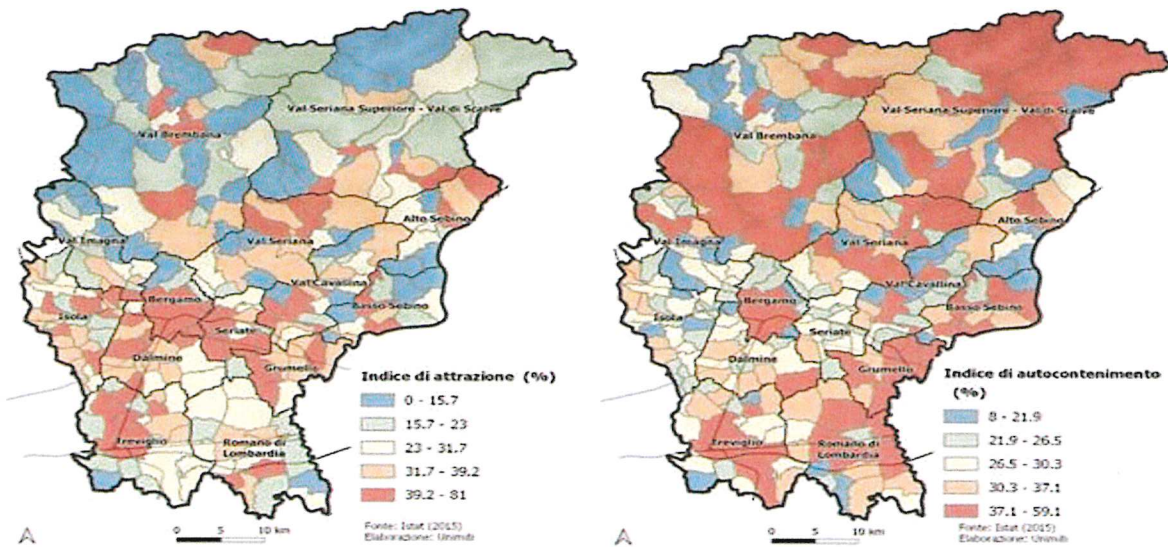 Val Seriana Superiore - Val di Scalve
Val Brembana
Alto Sebino
Val Imagna
Val Seriana
Val Cavallina
Basso Sebino
Bergamo
Isola
Seriate
Dalmine
Grumello
Treviglio
Romano di
Lombardia
Indice di attrazione (%)
0 - 15.7
15.7 - 23
23 - 31.7
31.7 - 39.2
39.2 - 81
0 5 10 km
Fonte: Istat (2015)
Elaborazione: Unimib
A
Val Seriana Superiore - Val di Scalve
Val Brembana
Alto Sebino
Val Imagna
Val Seriana
Val Cavallina
Basso Sebino
Bergamo
Isola
Seriate
Dalmine
Grumello
Treviglio
Romano di
Lombardia
Indice di autocontenimento
(%)
8 - 21.9
21.9 - 26.5
26.5 - 30.3
30.3 - 37.1
37.1 - 59.1
0 5 10 km
Fonte: Istat (2015)
Elaborazione: Unimib
A